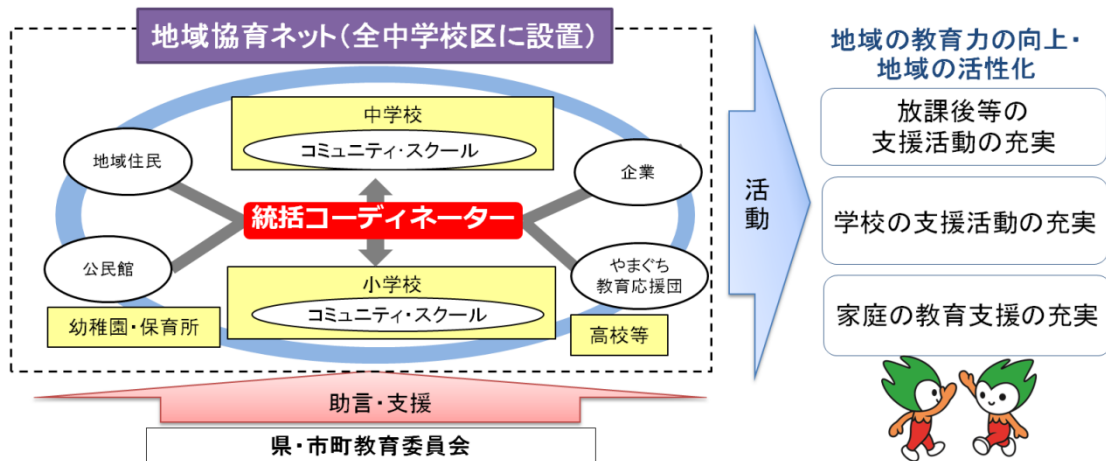 地域協育ネット(全中学校区に設置)
中学校
コミュニティ・スクール
地域住民
企業
統括コーディネーター
公民館
やまぐち
教育応援団
小学校
コミュニティ・スクール
幼稚園・保育所
高校等
助言・支援
県・市町教育委員会
活動
地域の教育力の向上・
地域の活性化
放課後等の
支援活動の充実
学校の支援活動の充実
家庭の教育支援の充実